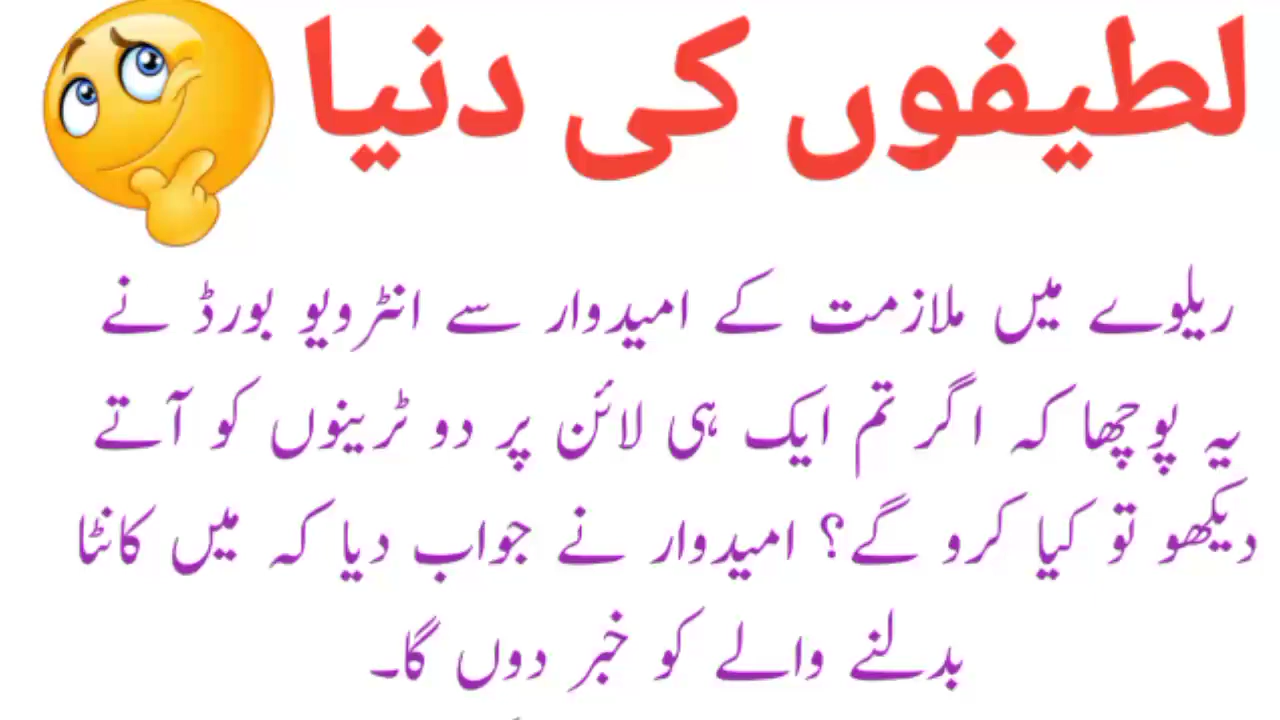 لطیفوں کی دنیا
ریلوے میں ملازمت کے امیدوار سے انٹرویو بورڈ نے
یہ پوچھا کہ اگر تم ایک ہی لائن پر دو ٹرینوں کو آتے
دیکھو تو کیا کرو گے؟ امیدوار نے جواب دیا کہ میں کانٹا
بدلنے والے کو خبر دوں گا۔